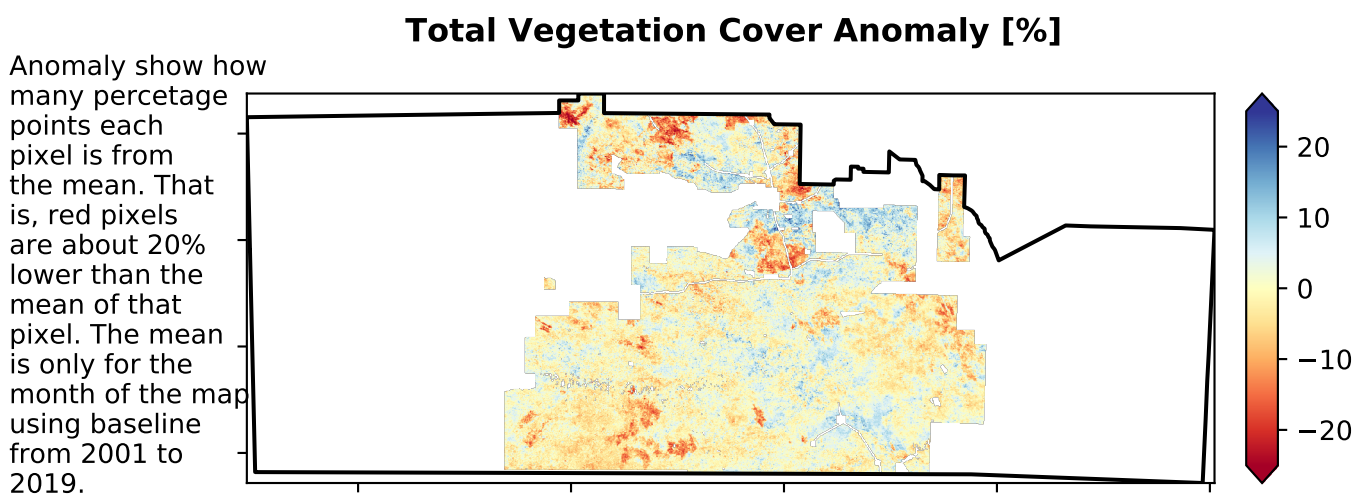 Total Vegetation Cover Anomaly [%]
Anomaly show how
many percetage
points each
pixel is from
the mean. That
is, red pixels
are about 20%
lower than the
mean of that
pixel. The mean
is only for the
month of the map
using baseline
from 2001 to
2019.
20
10
0
−10
−20